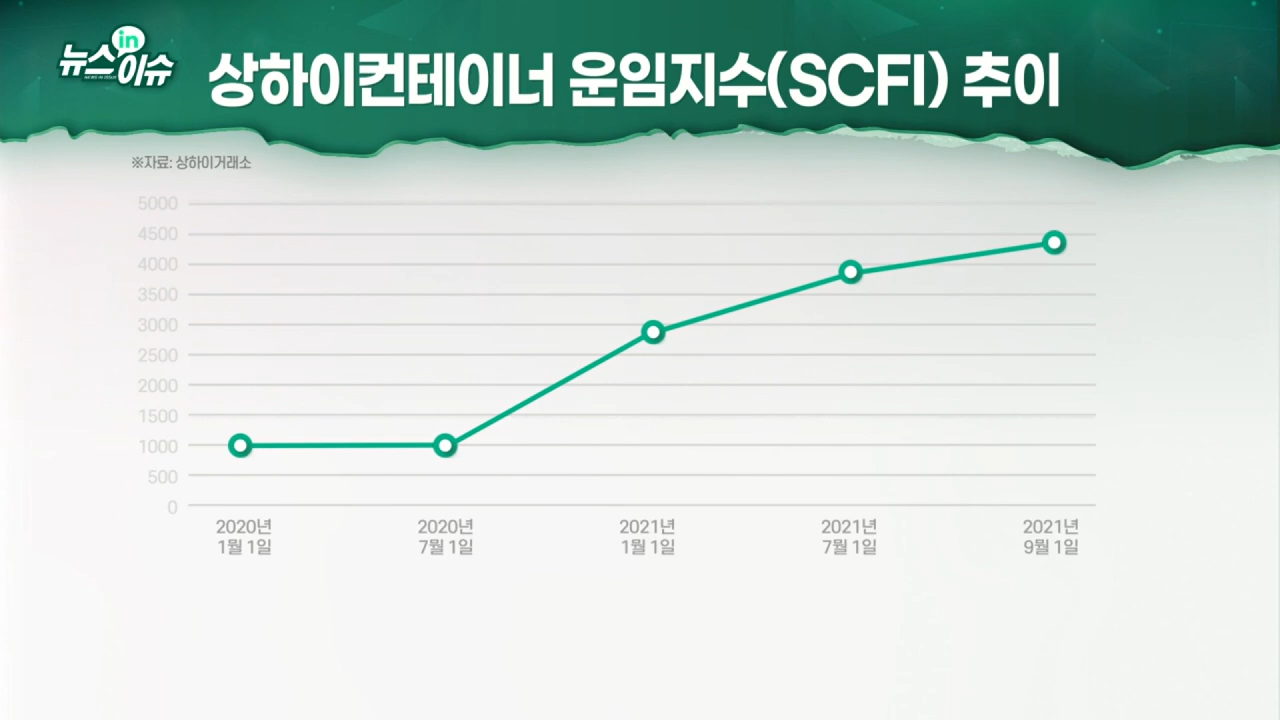 뉴스in이슈
상하이컨테이너 운임지수(SCFI) 추이
※자료: 상하이거래소
5000
4500
4000
3500
3000
2500
2000
1500
1000
500
0
2020년 1월 1일
2020년 7월 1일
2021년 1월 1일
2021년 7월 1일
2021년 9월 1일